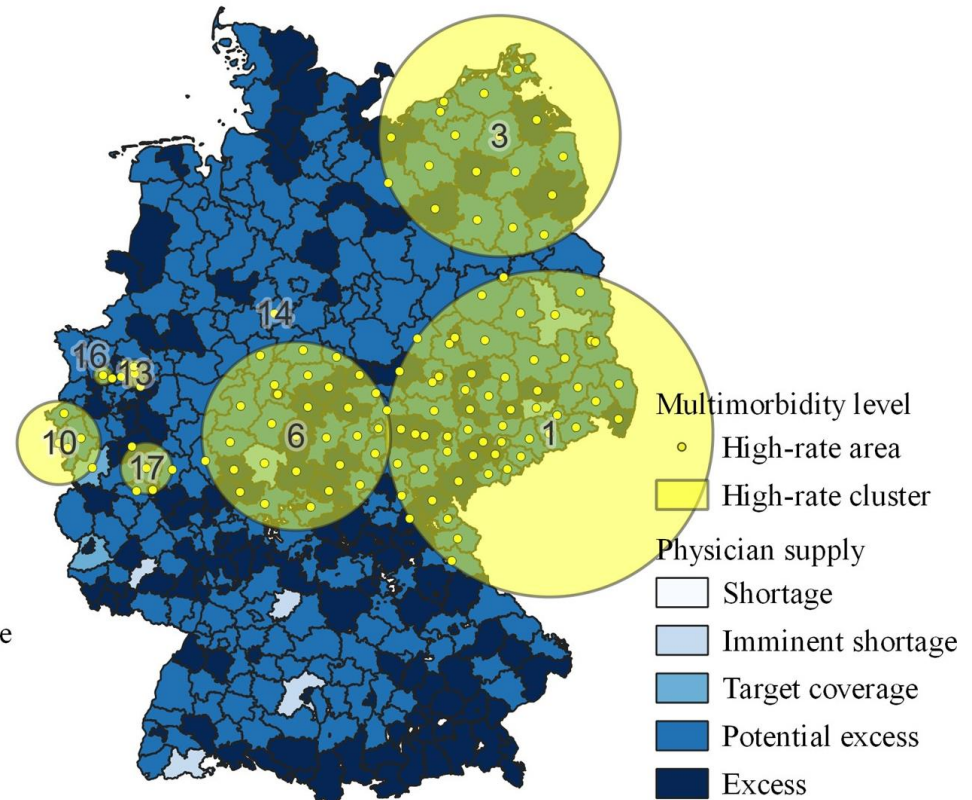 3
14
16
13
10
17
6
1
e
Multimorbidity level
High-rate area
High-rate cluster
Physician supply
Shortage
Imminent shortage
Target coverage
Potential excess
Excess